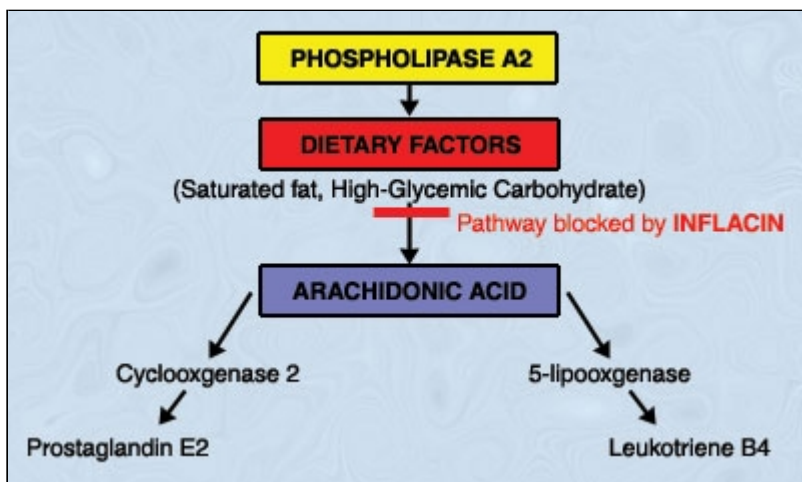 PHOSPHOLIPASE A2
DIETARY FACTORS
(Saturated fat, High-Glycemic Carbohydrate)
Pathway blocked by INFLACIN
ARACHIDONIC ACID
Cyclooxgenase 2
5-lipooxgenase
Prostaglandin E2
Leukotriene B4